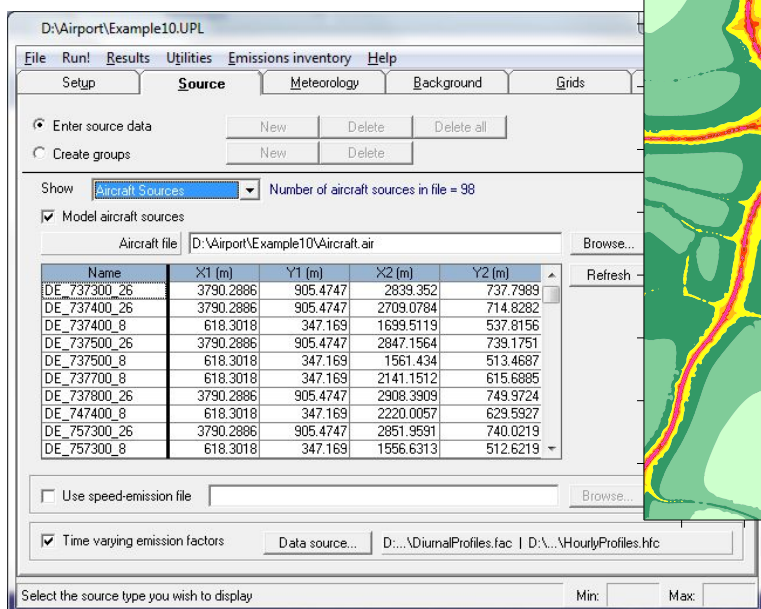 D:\Airport\Example10.UPL
File Run! Results Utilities Emissions inventory Help
Setup Source Meteorology Background Grids
Enter source data New Delete Delete all
Create groups New Delete
Show Aircraft Sources Number of aircraft sources in file = 98
Model aircraft sources
Aircraft file D:\Airport\Example10\Aircraft.air Browse...
Name X1 (m) Y1 (m) X2 (m) Y2 (m) Refresh
DE_737300_26 3790.2886 905.4747 2839.352 737.7989
DE_737400_26 3790.2886 905.4747 2709.0784 714.8282
DE_737400_8 618.3018 347.169 1699.5119 537.8156
DE_737500_26 3790.2886 905.4747 2847.1564 739.1751
DE_737500_8 618.3018 347.169 1561.434 513.4687
DE_737700_8 618.3018 347.169 2141.1512 615.6885
DE_737800_26 3790.2886 905.4747 2908.3909 749.9724
DE_747400_8 618.3018 347.169 2220.0057 629.5927
DE_757300_26 3790.2886 905.4747 2851.9591 740.0219
DE_757300_8 618.3018 347.169 1556.6313 512.6219
Use speed-emission file Browse...
Time varying emission factors Data source... D:...\DiurnalProfiles.fac | D:\...\HourlyProfiles.hfc
Select the source type you wish to display Min: Max: